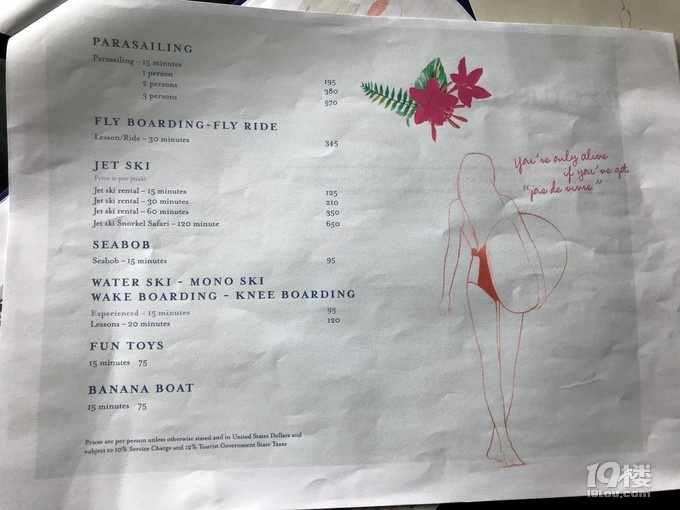 PARASAILING
Parasailing – 15 minutes
1 person 195
2 persons 380
3 persons 570
FLY BOARDING-FLY RIDE
Lesson/Ride – 30 minutes 345
JET SKI
Price is per jetski
Jet ski rental – 15 minutes 125
Jet ski rental – 30 minutes 210
Jet ski rental – 60 minutes 350
Jet ski Snorkel Safari – 120 minute 650
SEABOB
Seabob – 15 minutes 95
WATER SKI - MONO SKI
WAKE BOARDING - KNEE BOARDING
Experienced – 15 minutes 95
Lessons – 20 minutes 120
FUN TOYS
15 minutes 75
BANANA BOAT
15 minutes 75
Prices are per person unless otherwise stated and in United States Dollars and
subject to 10% Service Charge and 12% Tourist Government State Taxes
You're only alive
if you've got
"joie de vivre"
19楼
19lou.com